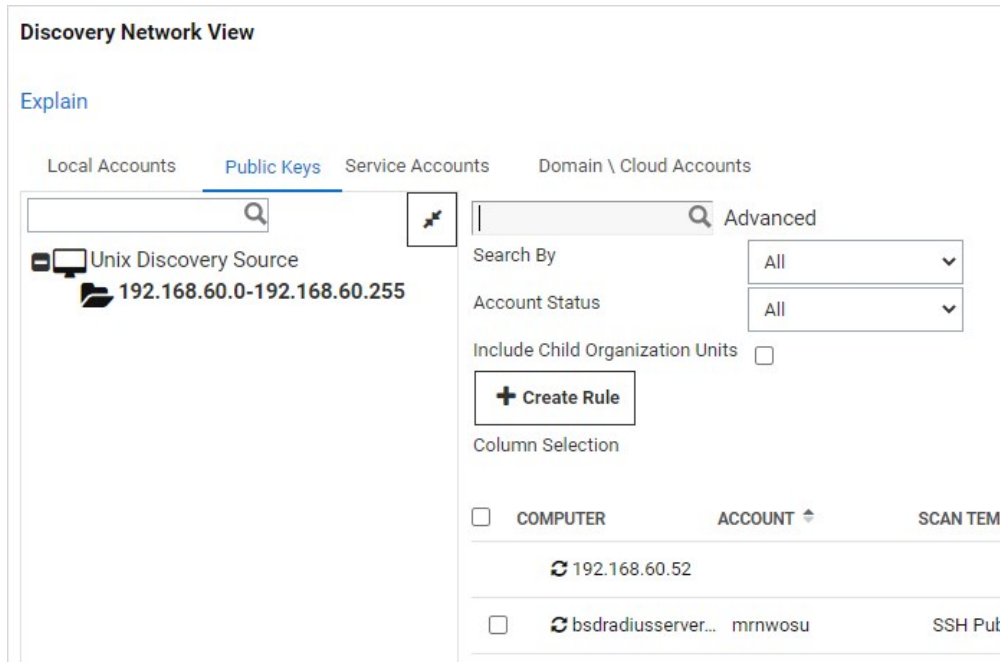 Discovery Network View
Explain
Local Accounts Public Keys Service Accounts Domain \ Cloud Accounts
Advanced
Unix Discovery Source
192.168.60.0-192.168.60.255
Search By All
Account Status All
Include Child Organization Units
+ Create Rule
Column Selection
COMPUTER ACCOUNT SCAN TEM
192.168.60.52
bsdradiusserver... mrnwosu SSH Pub